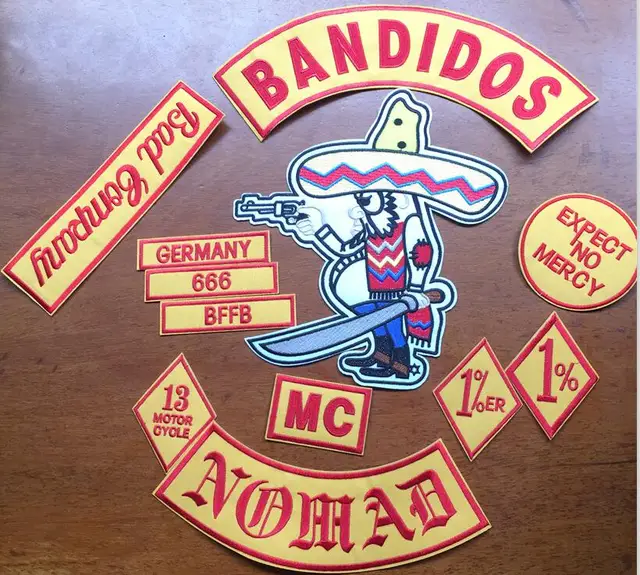 BANDIDOS
Bad Company
EXPECT
NO
MERCY
GERMANY
666
BFFB
1%
1%ER
13
MOTOR
CYCLE
MC
NOMAD